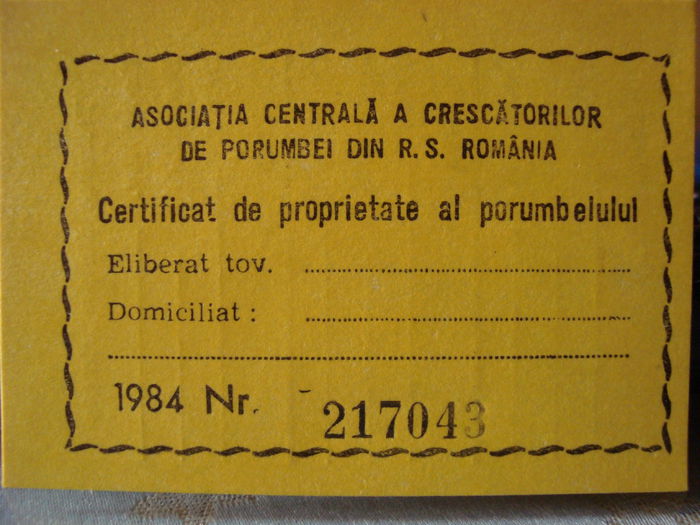 ASOCIAȚIA CENTRALĂ A CRESCĂTORILOR
DE PORUMBEI DIN R. S. ROMÂNIA
Certificat de proprietate al porumbelului
Eliberat tov. ........................................
Domiciliat : ........................................
................................................................
1984 Nr. 217043